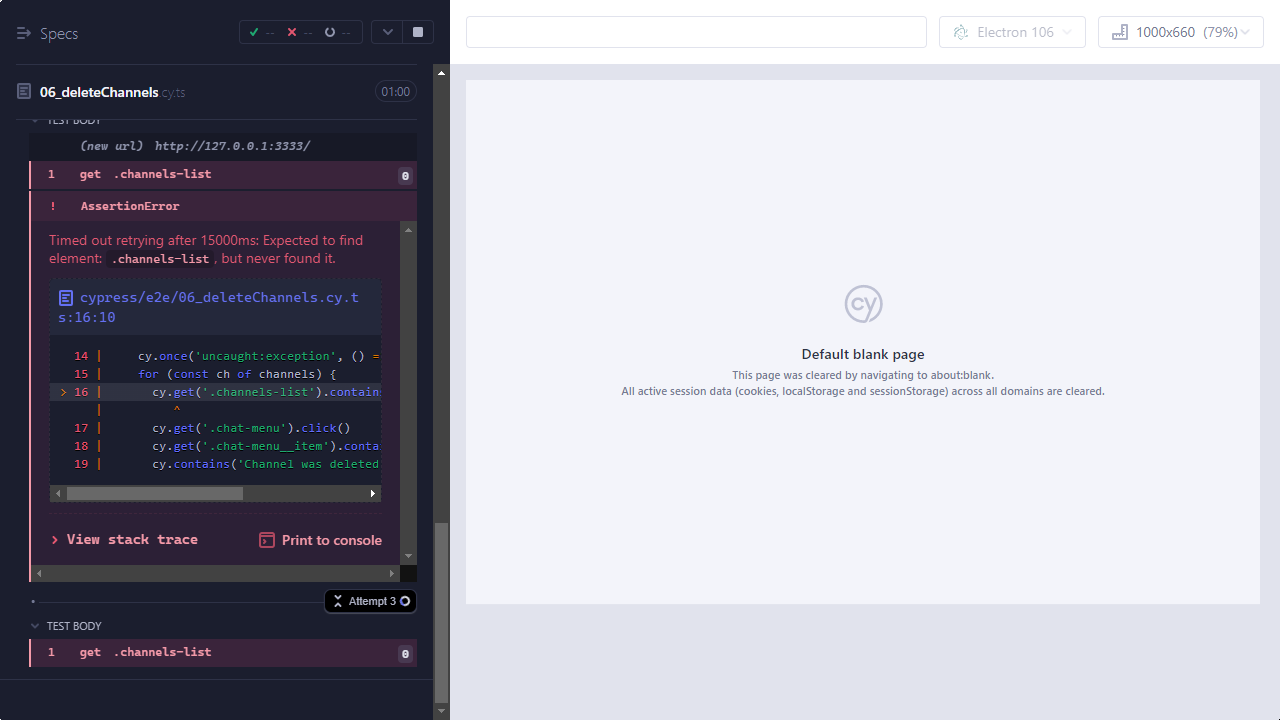 Specs
--
--
--
Electron 106
1000x660 (79%)
06_deleteChannels.cy.ts
01:00
TEST BODY
(new url) http://127.0.0.1:3333/
1 get .channels-list 0
! AssertionError
Timed out retrying after 15000ms: Expected to find
element: .channels-list, but never found it.
cypress/e2e/06_deleteChannels.cy.t
s:16:10
14 | cy.once('uncaught:exception', () =
15 | for (const ch of channels) {
> 16 | cy.get('.channels-list').contains
| ^
17 | cy.get('.chat-menu').click()
18 | cy.get('.chat-menu__item').conta
19 | cy.contains('Channel was deleted
View stack trace
Print to console
Attempt 3
TEST BODY
1 get .channels-list 0
cy
Default blank page
This page was cleared by navigating to about:blank.
All active session data (cookies, localStorage and sessionStorage) across all domains are cleared.